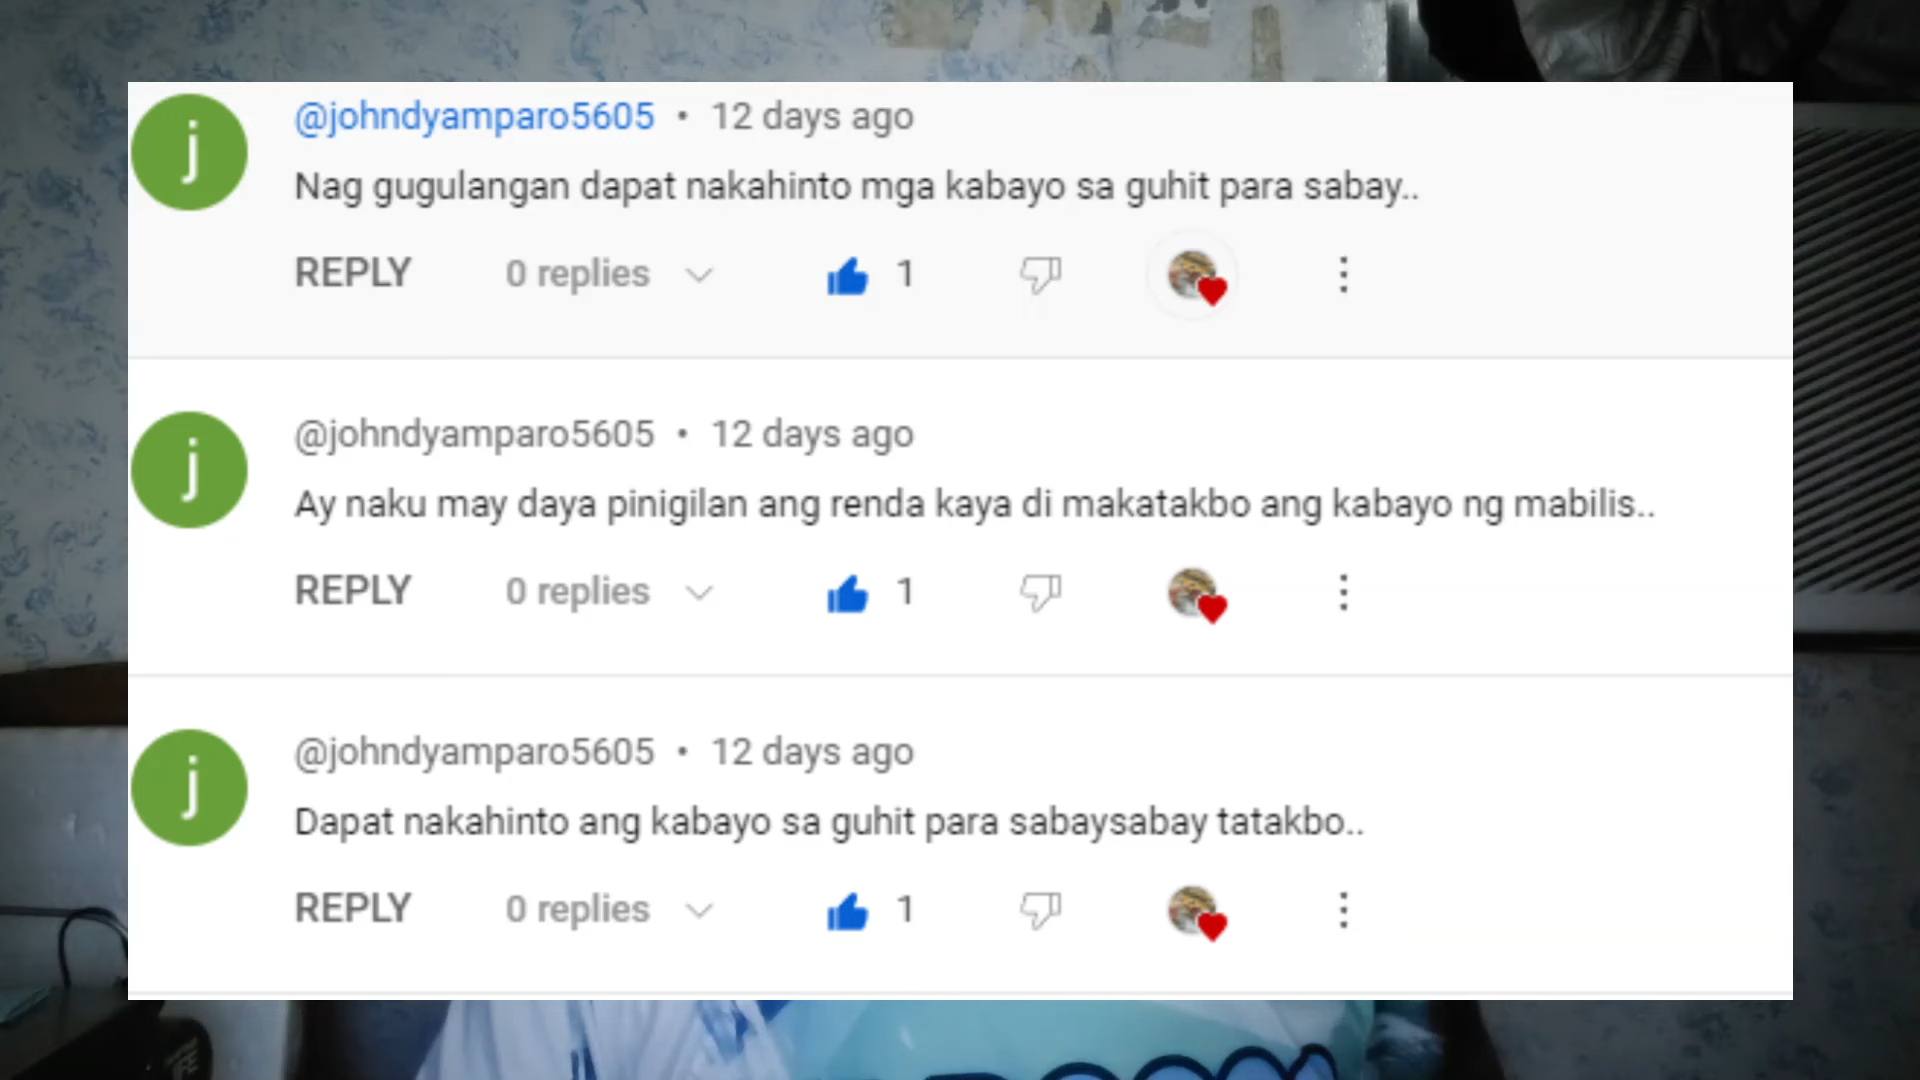 j
@johndyamparo5605 • 12 days ago
Nag gugulangan dapat nakahinto mga kabayo sa guhit para sabay..
REPLY 0 replies 1
j
@johndyamparo5605 • 12 days ago
Ay naku may daya pinigilan ang renda kaya di makatakbo ang kabayo ng mabilis..
REPLY 0 replies 1
j
@johndyamparo5605 • 12 days ago
Dapat nakahinto ang kabayo sa guhit para sabaysabay tatakbo..
REPLY 0 replies 1